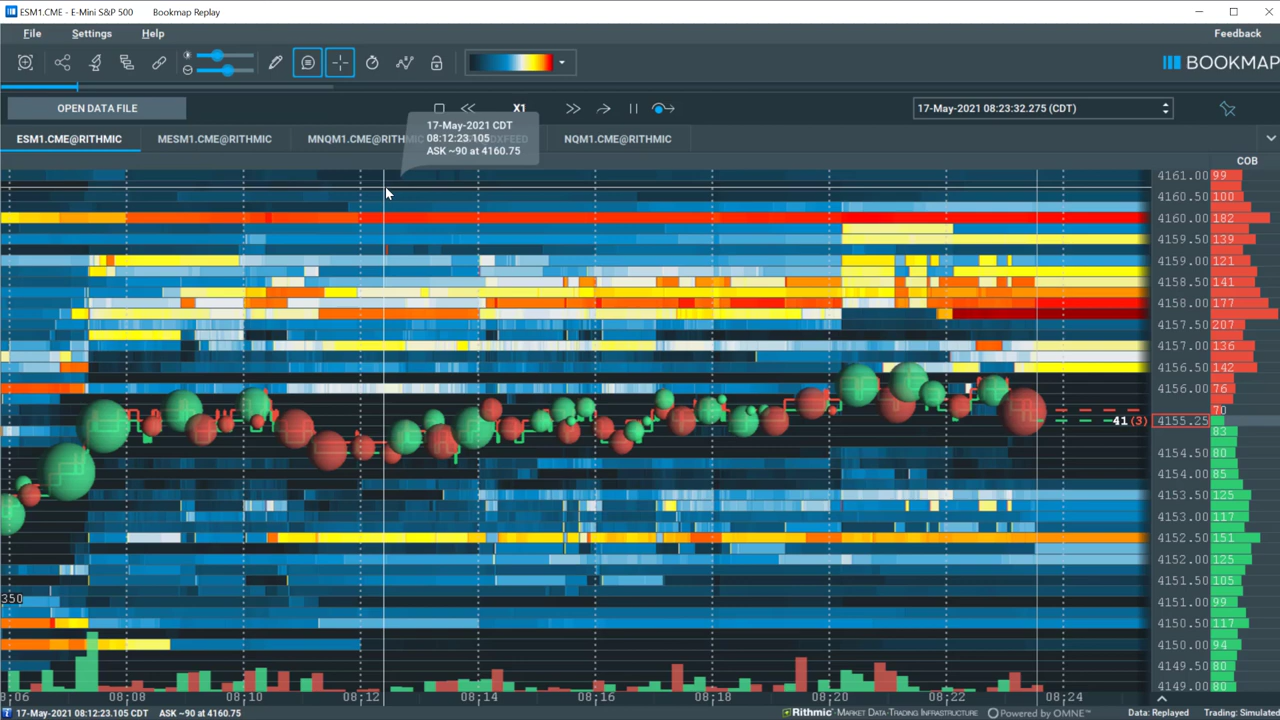 ESM1.CME - E-Mini S&P 500 Bookmap Replay
File Settings Help Feedback
BOOKMAP
OPEN DATA FILE X1 17-May-2021 08:23:32.275 (CDT)
17-May-2021 CDT
08:12:23.105
ASK ~90 at 4160.75
ESM1.CME@RITHMIC MESM1.CME@RITHMIC MNQM1.CME@RITHM DXFEED NQM1.CME@RITHMIC
COB
4161.00 99
4160.50 100
4160.00 182
4159.50 139
4159.00 121
4158.50 141
4158.00 177
4157.50 207
4157.00 136
4156.50 142
4156.00 76
70
41 (3) 4155.25
83
4154.50 80
4154.00 85
4153.50 125
4153.00 117
4152.50 151
4152.00 125
4151.50 105
350 4151.00 99
4150.50 117
4150.00 94
4149.50 80
4149.00 80
8:06 08:08 08:10 08:12 08:14 08:16 08:18 08:20 08:22 08:24
17-May-2021 08:12:23.105 CDT ASK ~90 at 4160.75 Rithmic - MARKET DATA-TRADING INFRASTRUCTURE Powered by OMNE™ Data: Replayed Trading: Simulated